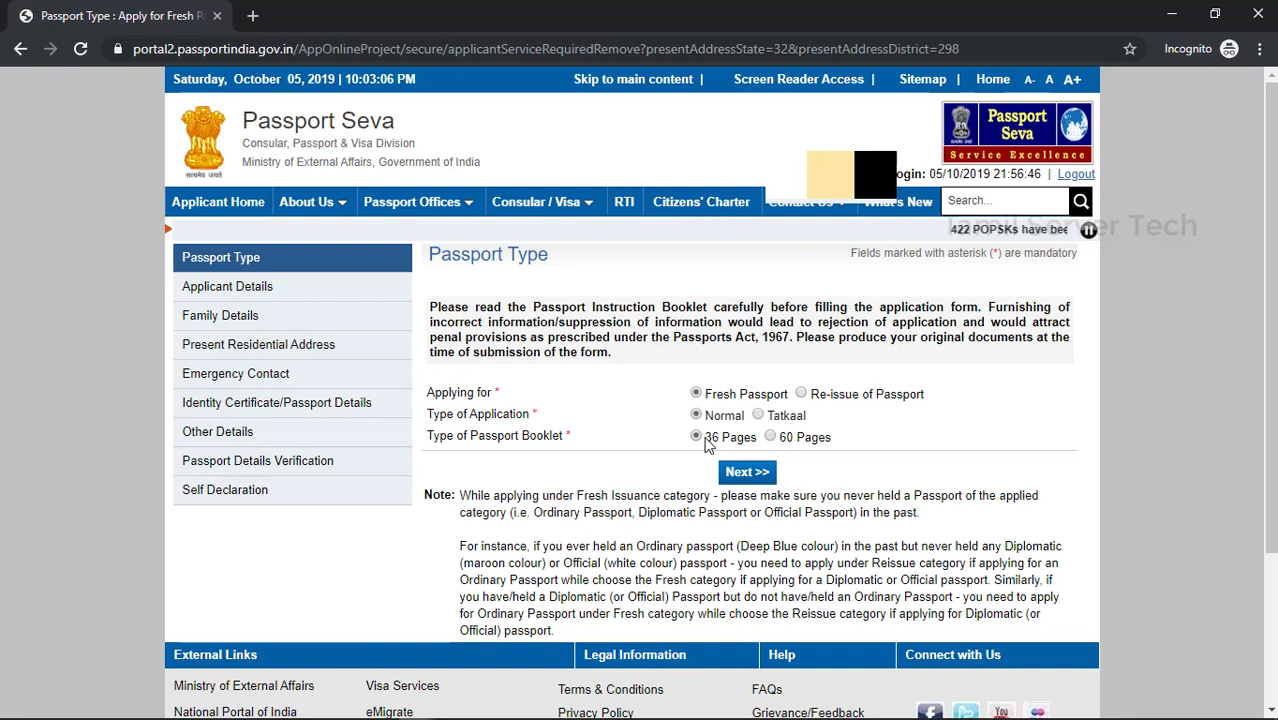 Passport Type : Apply for Fresh P
portal2.passportindia.gov.in/AppOnlineProject/secure/applicantServiceRequiredRemove?presentAddressState=32&presentAddressDistrict=298
Incognito
Saturday, October 05, 2019 | 10:03:06 PM
Skip to main content |
Screen Reader Access |
Sitemap |
Home
A- A A+
Passport Seva
Consular, Passport & Visa Division
Ministry of External Affairs, Government of India
सत्यमेव जयते
Passport
Seva
Service Excellence
ogin: 05/10/2019 21:56:46 | Logout
Applicant Home
About Us
Passport Offices
Consular / Visa
RTI
Citizens' Charter
Contact Us
What's New
Search...
422 POPSKs have bee
Tamil Server Tech
Passport Type
Applicant Details
Family Details
Present Residential Address
Emergency Contact
Identity Certificate/Passport Details
Other Details
Passport Details Verification
Self Declaration
Passport Type
Fields marked with asterisk (*) are mandatory
Please read the Passport Instruction Booklet carefully before filling the application form. Furnishing of
incorrect information/suppression of information would lead to rejection of application and would attract
penal provisions as prescribed under the Passports Act, 1967. Please produce your original documents at the
time of submission of the form.
Applying for * Fresh Passport Re-issue of Passport
Type of Application * Normal Tatkaal
Type of Passport Booklet * 36 Pages 60 Pages
Next >>
Note: While applying under Fresh Issuance category - please make sure you never held a Passport of the applied
category (i.e. Ordinary Passport, Diplomatic Passport or Official Passport) in the past.
For instance, if you ever held an Ordinary passport (Deep Blue colour) in the past but never held any Diplomatic
(maroon colour) or Official (white colour) passport - you need to apply under Reissue category if applying for an
Ordinary Passport while choose the Fresh category if applying for a Diplomatic or Official passport. Similarly, if
you have/held a Diplomatic (or Official) Passport but do not have/held an Ordinary Passport - you need to apply
for Ordinary Passport under Fresh category while choose the Reissue category if applying for Diplomatic (or
Official) passport.
External Links
Legal Information
Help
Connect with Us
Ministry of External Affairs
Visa Services
Terms & Conditions
FAQs
National Portal of India
eMigrate
Privacy Policy
Grievance/Feedback